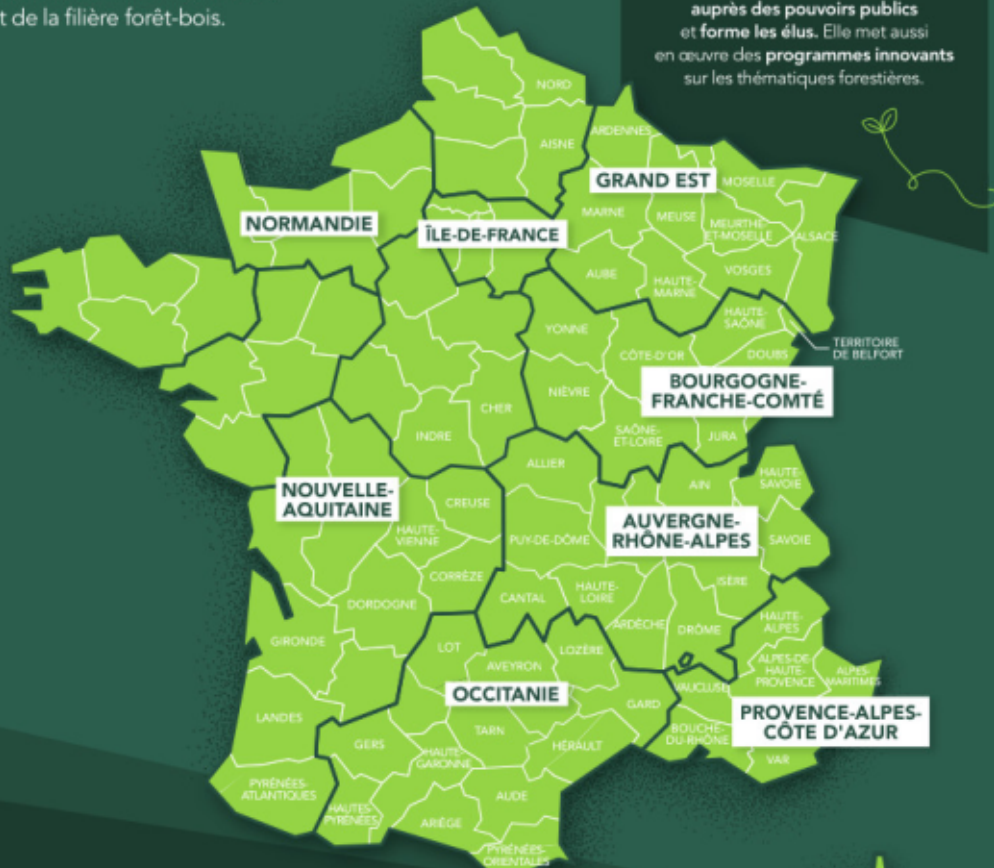 t de la filière forêt-bois.
auprès des pouvoirs publics
et forme les élus. Elle met aussi
en œuvre des programmes innovants
sur les thématiques forestières.
NORD
AISNE
ARDENNES
GRAND EST
MOSELLE
MARNE
MEUSE
MEURTHE-
ET-MOSELLE
ALSACE
NORMANDIE
ÎLE-DE-FRANCE
AUBE
HAUTE-
MARNE
VOSGES
YONNE
HAUTE-
SAÔNE
TERRITOIRE
DE BELFORT
CÔTE-D'OR
DOUBS
NIÈVRE
BOURGOGNE-
FRANCHE-COMTÉ
CHER
INDRE
SAÔNE-
ET-LOIRE
JURA
ALLIER
AIN
HAUTE-
SAVOIE
NOUVELLE-
AQUITAINE
CREUSE
HAUTE-
VIENNE
PUY-DE-DÔME
AUVERGNE-
RHÔNE-ALPES
SAVOIE
CORRÈZE
CANTAL
HAUTE-
LOIRE
ISÈRE
DORDOGNE
ARDÈCHE
DRÔME
HAUTE-
ALPES
GIRONDE
LOT
AVEYRON
LOZÈRE
ALPES-DE-
HAUTE-
PROVENCE
ALPES-
MARITIMES
OCCITANIE
VAUCLUSE
GARD
LANDES
TARN
BOUCHE-
DU-RHÔNE
PROVENCE-ALPES-
CÔTE D'AZUR
GERS
HAUTE-
GARONNE
HÉRAULT
VAR
PYRÉNÉES-
ATLANTIQUES
HAUTES-
PYRÉNÉES
AUDE
ARIÈGE
PYRÉNÉES-
ORIENTALES